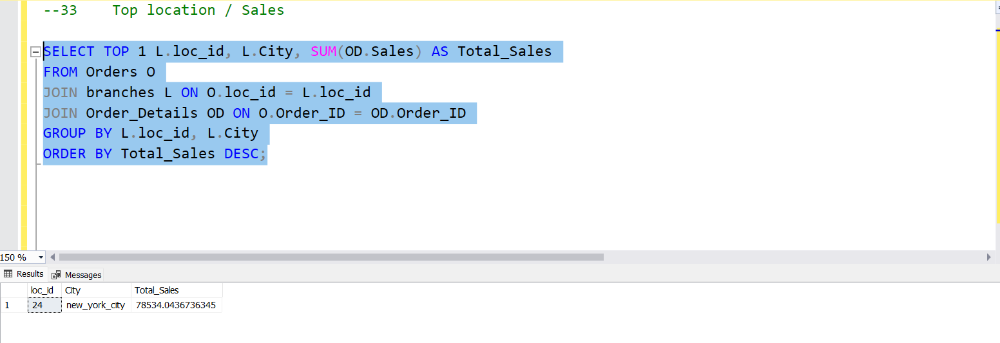 --33    Top location / Sales
SELECT TOP 1 L.loc_id, L.City, SUM(OD.Sales) AS Total_Sales
FROM Orders O
JOIN branches L ON O.loc_id = L.loc_id
JOIN Order_Details OD ON O.Order_ID = OD.Order_ID
GROUP BY L.loc_id, L.City
ORDER BY Total_Sales DESC;
150 %
Results Messages
loc_id City Total_Sales
1 24 new_york_city 78534.0436736345